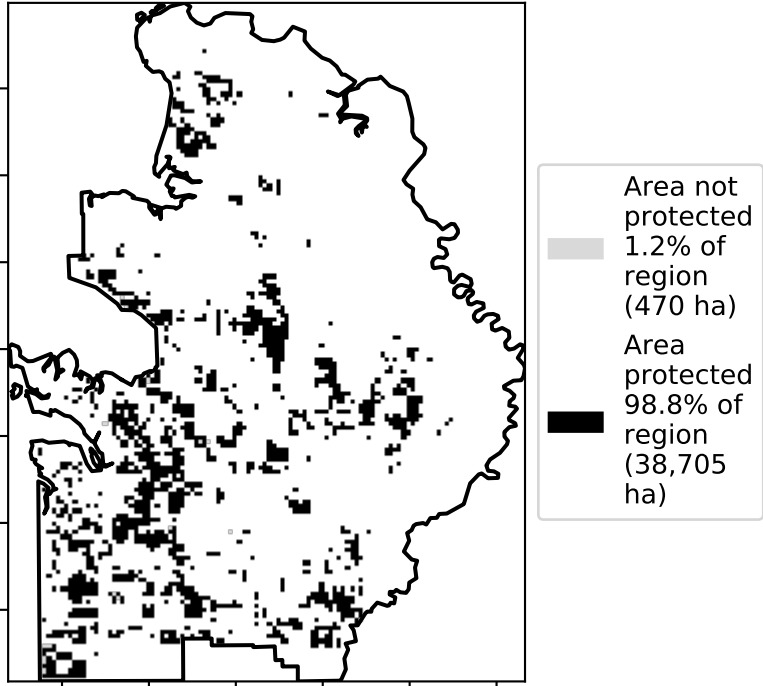 Area not
protected
1.2% of
region
(470 ha)
Area
protected
98.8% of
region
(38,705
ha)